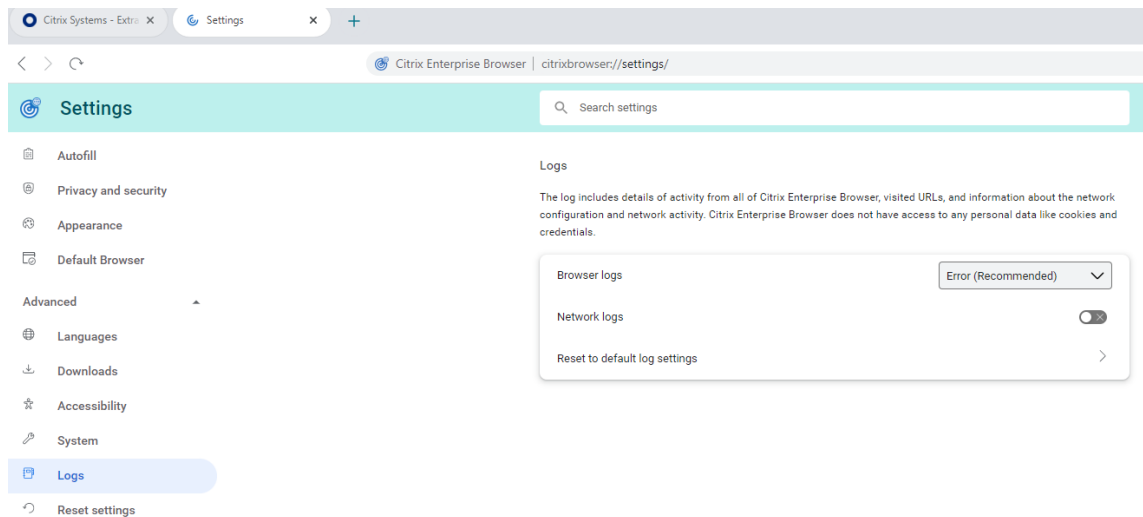 Citrix Systems - Extra
Settings
Citrix Enterprise Browser | citrixbrowser://settings/
Settings
Search settings
Autofill
Privacy and security
Appearance
Default Browser
Advanced
Languages
Downloads
Accessibility
System
Logs
Reset settings
Logs
The log includes details of activity from all of Citrix Enterprise Browser, visited URLs, and information about the network
configuration and network activity. Citrix Enterprise Browser does not have access to any personal data like cookies and
credentials.
Browser logs
Error (Recommended)
Network logs
Reset to default log settings